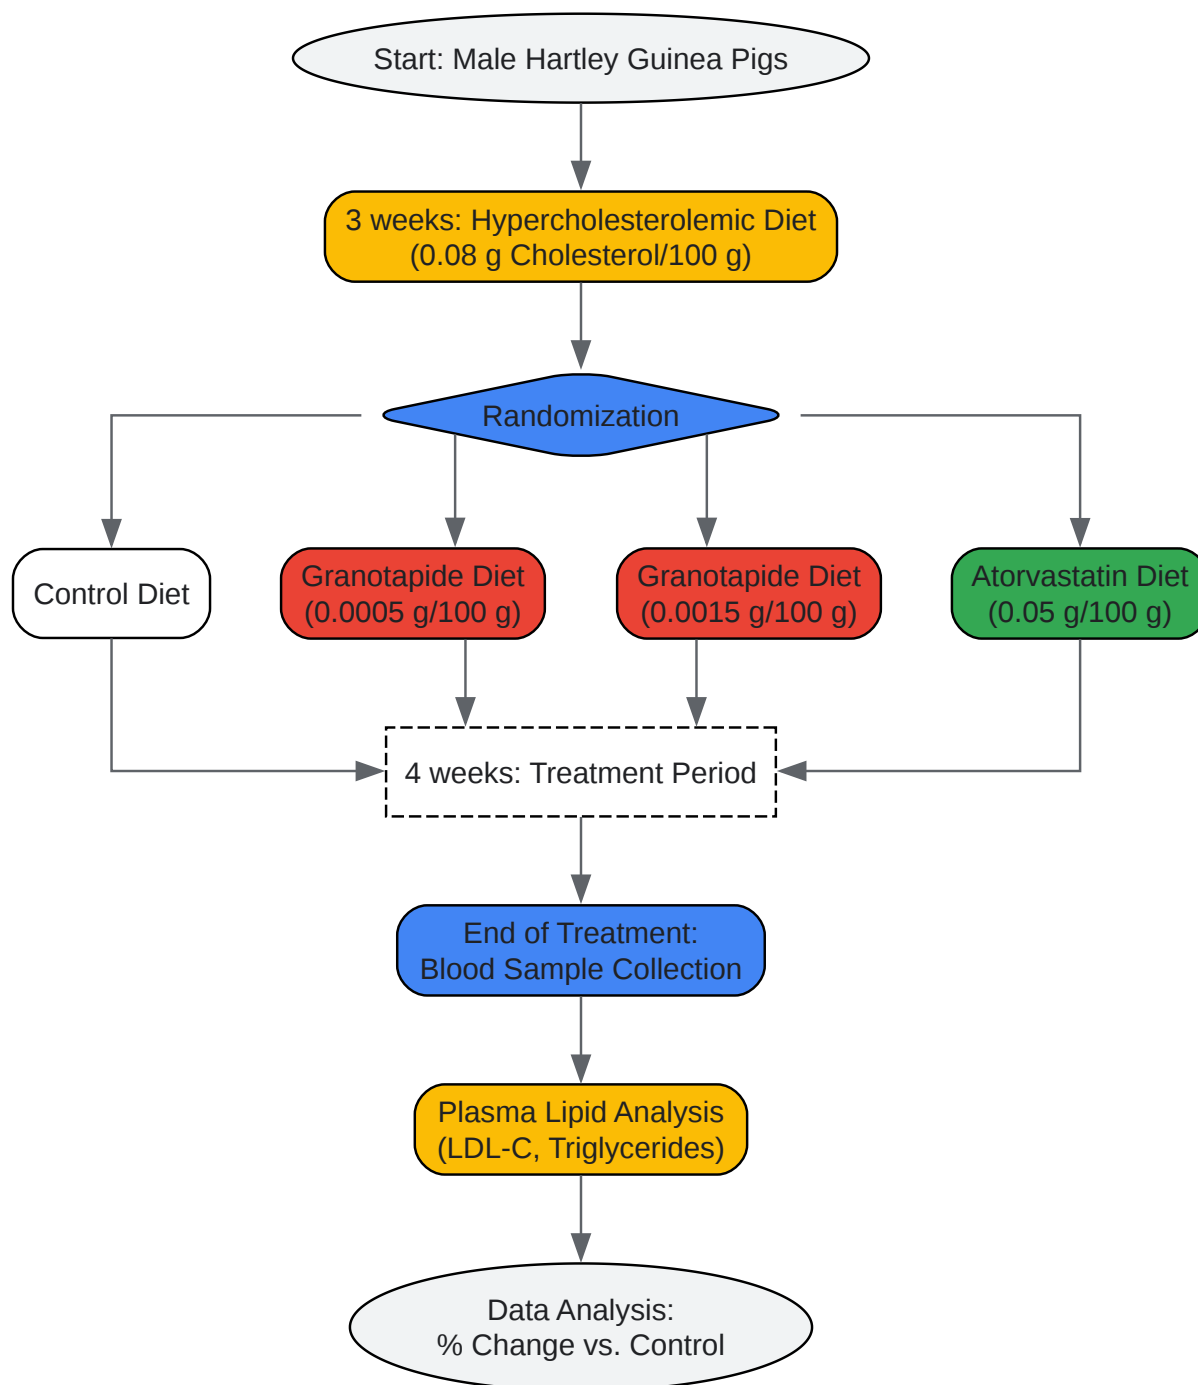 Start: Male Hartley Guinea Pigs
3 weeks: Hypercholesterolemic Diet
(0.08 g Cholesterol/100 g)
Randomization
Control Diet
Granotapide Diet
(0.0005 g/100 g)
Granotapide Diet
(0.0015 g/100 g)
Atorvastatin Diet
(0.05 g/100 g)
4 weeks: Treatment Period
End of Treatment:
Blood Sample Collection
Plasma Lipid Analysis
(LDL-C, Triglycerides)
Data Analysis:
% Change vs. Control